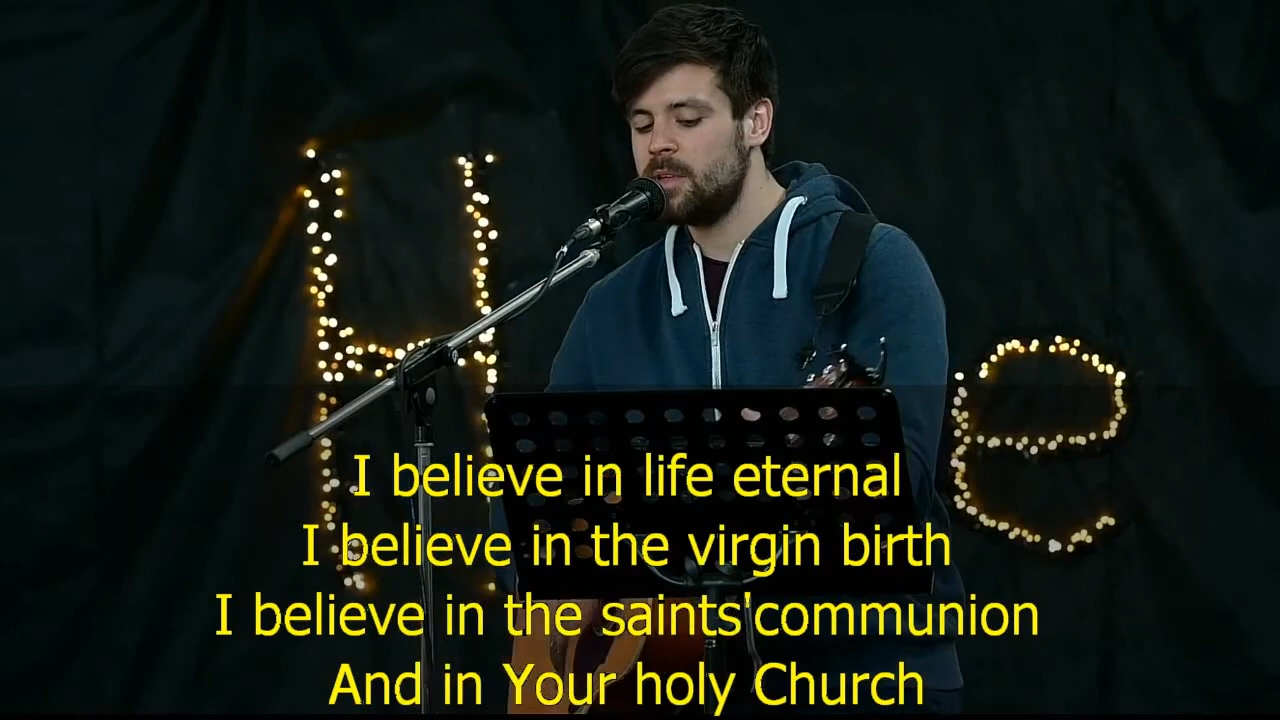 H e
I believe in life eternal
I believe in the virgin birth
I believe in the saints'communion
And in Your holy Church